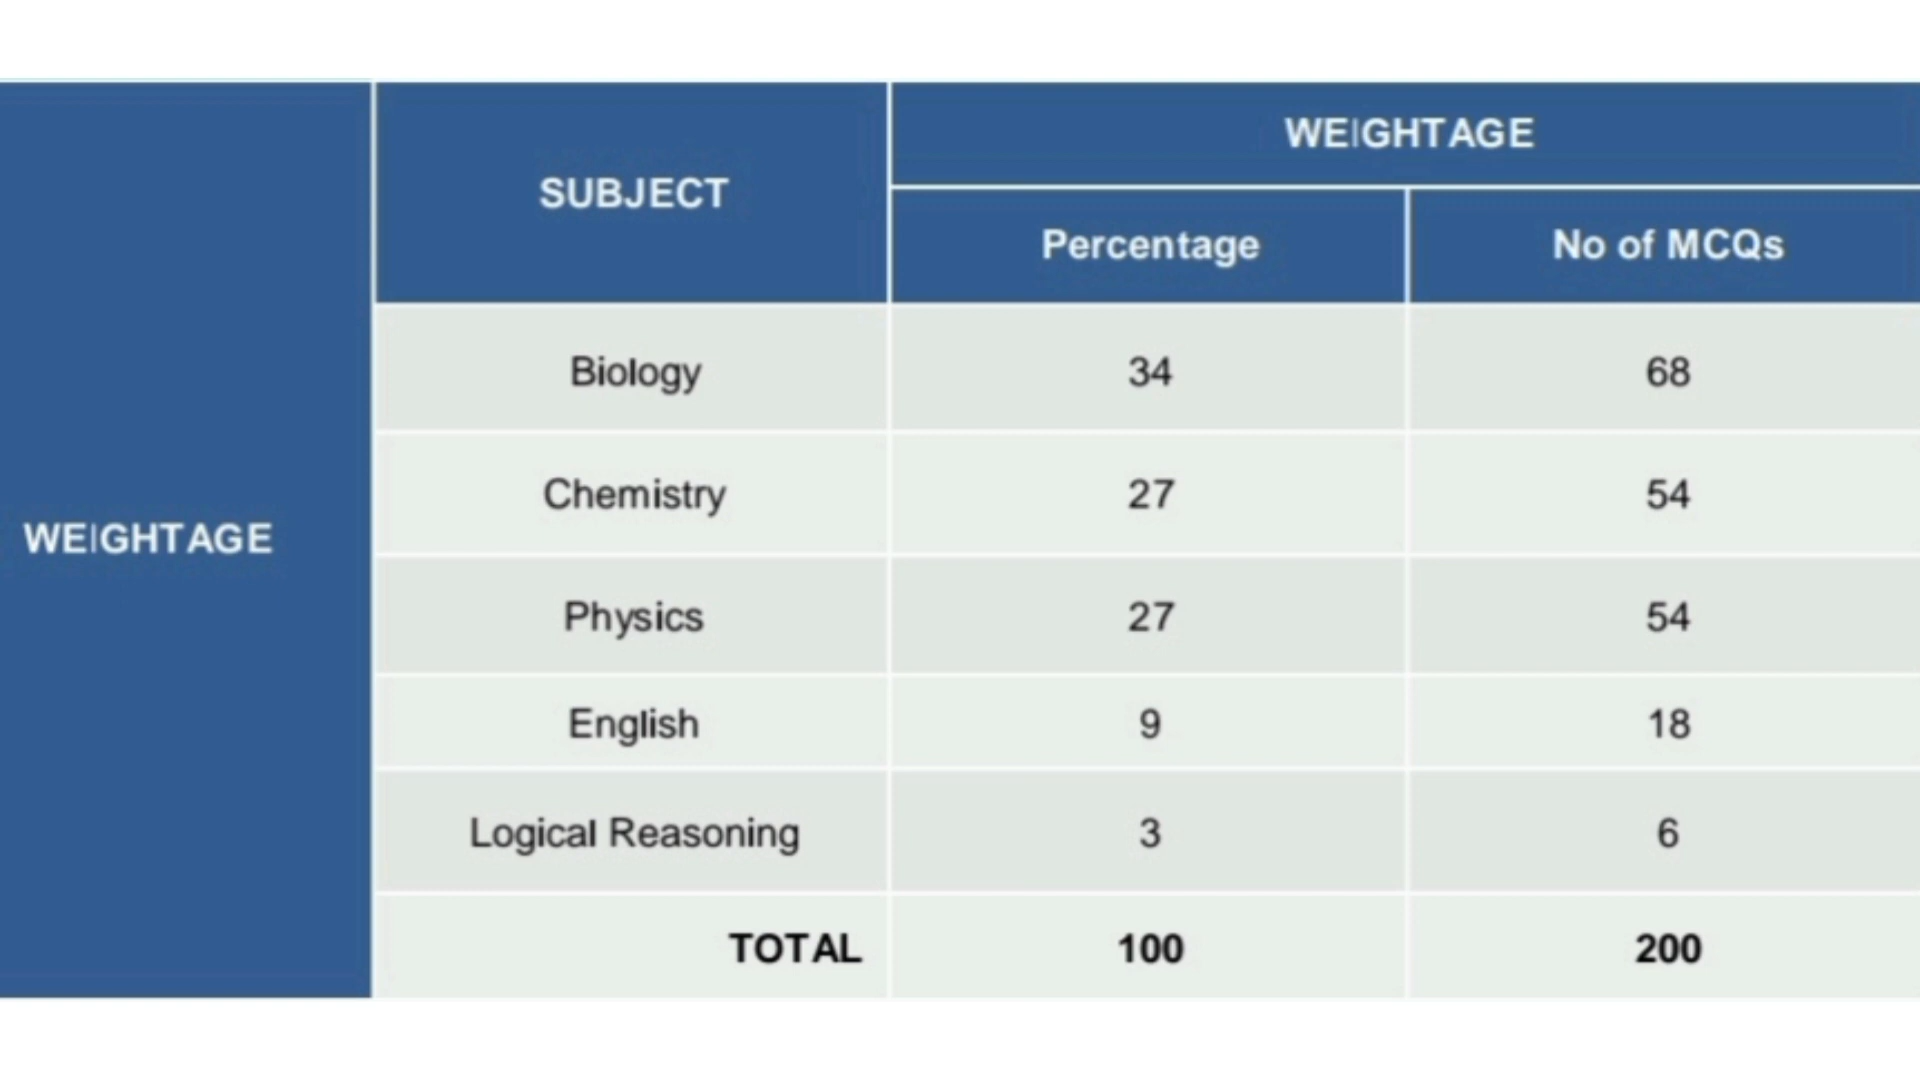 WEIGHTAGE
SUBJECT
WEIGHTAGE
Percentage
No of MCQs
Biology 34 68
Chemistry 27 54
Physics 27 54
English 9 18
Logical Reasoning 3 6
TOTAL 100 200